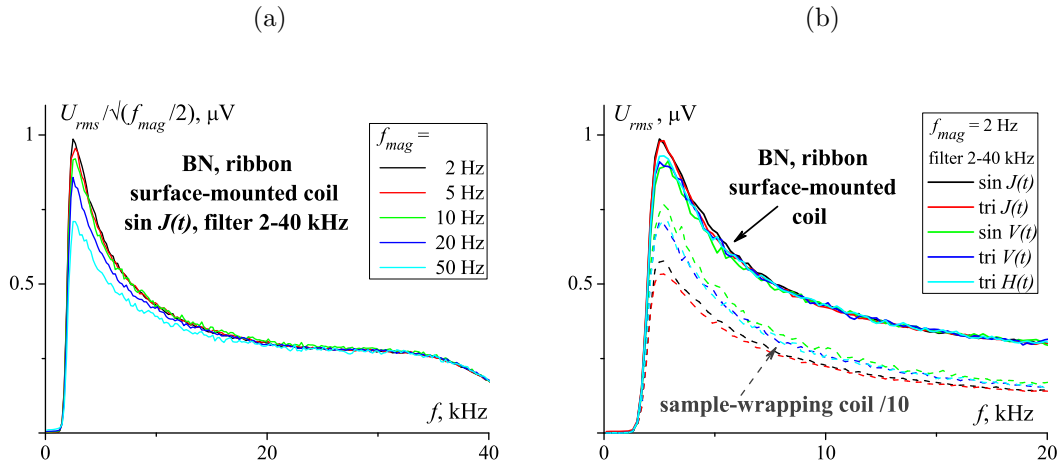 (a)
U_rms/√(f_mag/2), μV
1
0.5
0
0
20
40
f, kHz
BN, ribbon
surface-mounted coil
sin J(t), filter 2-40 kHz
f_mag =
2 Hz
5 Hz
10 Hz
20 Hz
50 Hz
(b)
U_rms, μV
1
0.5
0
0
5
10
20
f, kHz
BN, ribbon
surface-mounted
coil
sample-wrapping coil /10
f_mag = 2 Hz
filter 2-40 kHz
sin J(t)
tri J(t)
sin V(t)
tri V(t)
tri H(t)